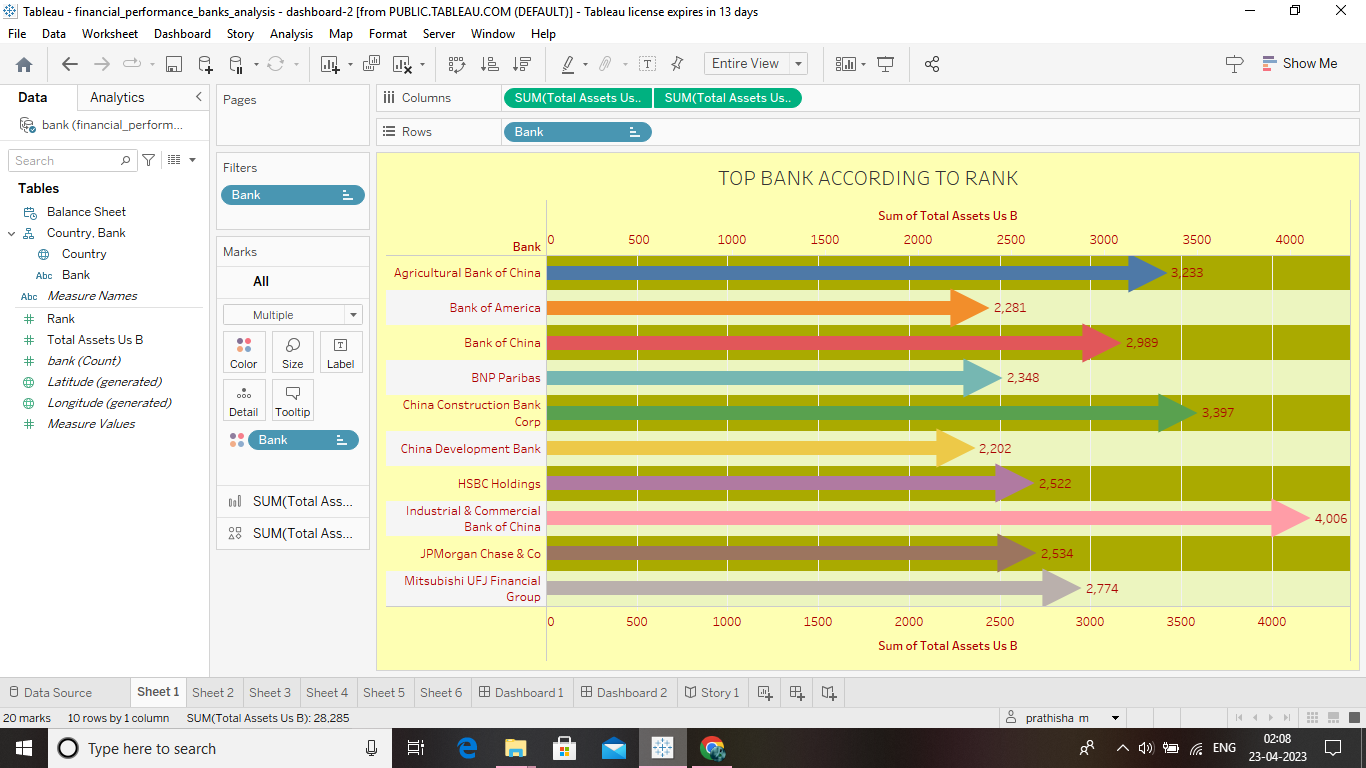 Tableau - financial_performance_banks_analysis - dashboard-2 [from PUBLIC.TABLEAU.COM (DEFAULT)] - Tableau license expires in 13 days
File Data Worksheet Dashboard Story Analysis Map Format Server Window Help
Entire View
Show Me
Data Analytics
bank (financial_perform...
Search
Tables
Balance Sheet
Country, Bank
Country
Abc Bank
Abc Measure Names
Rank
Total Assets Us B
bank (Count)
Latitude (generated)
Longitude (generated)
Measure Values
Pages
Filters
Bank
Marks
All
Multiple
Color Size Label
Detail Tooltip
Bank
SUM(Total Ass...
SUM(Total Ass...
Columns SUM(Total Assets Us.. SUM(Total Assets Us..
Rows Bank
TOP BANK ACCORDING TO RANK
Sum of Total Assets Us B
Bank 0 500 1000 1500 2000 2500 3000 3500 4000
Agricultural Bank of China 3,233
Bank of America 2,281
Bank of China 2,989
BNP Paribas 2,348
China Construction Bank
Corp 3,397
China Development Bank 2,202
HSBC Holdings 2,522
Industrial & Commercial
Bank of China 4,006
JPMorgan Chase & Co 2,534
Mitsubishi UFJ Financial
Group 2,774
0 500 1000 1500 2000 2500 3000 3500 4000
Sum of Total Assets Us B
Data Source Sheet 1 Sheet 2 Sheet 3 Sheet 4 Sheet 5 Sheet 6 Dashboard 1 Dashboard 2 Story 1
20 marks 10 rows by 1 column SUM(Total Assets Us B): 28,285 prathisha m
Type here to search
ENG
02:08
23-04-2023